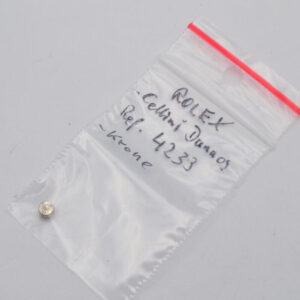 ROLEX
- Cellini Danaos
Ref. 4233
- Krone